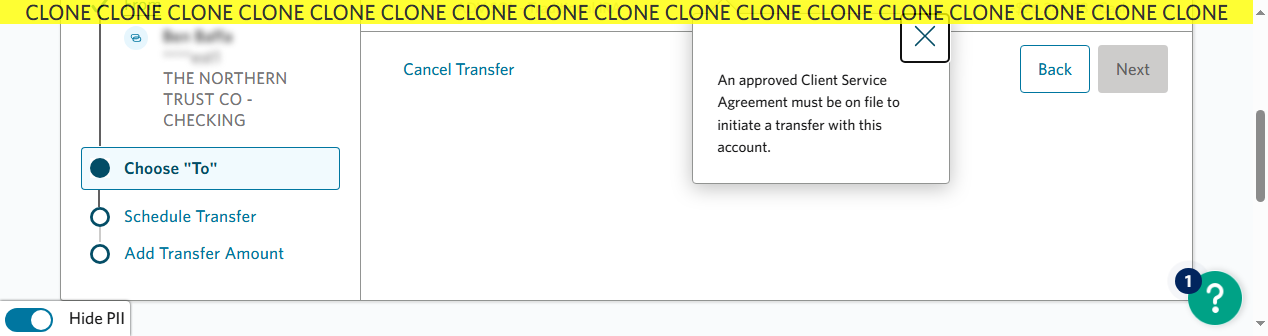 CLONE CLONE CLONE CLONE CLONE CLONE CLONE CLONE CLONE CLONE CLONE CLONE CLONE CLONE CLONE CLONE CLONE
THE NORTHERN
TRUST CO -
CHECKING
Choose "To"
Schedule Transfer
Add Transfer Amount
Cancel Transfer
An approved Client Service
Agreement must be on file to
initiate a transfer with this
account.
Back
Next
Hide PII
1
?